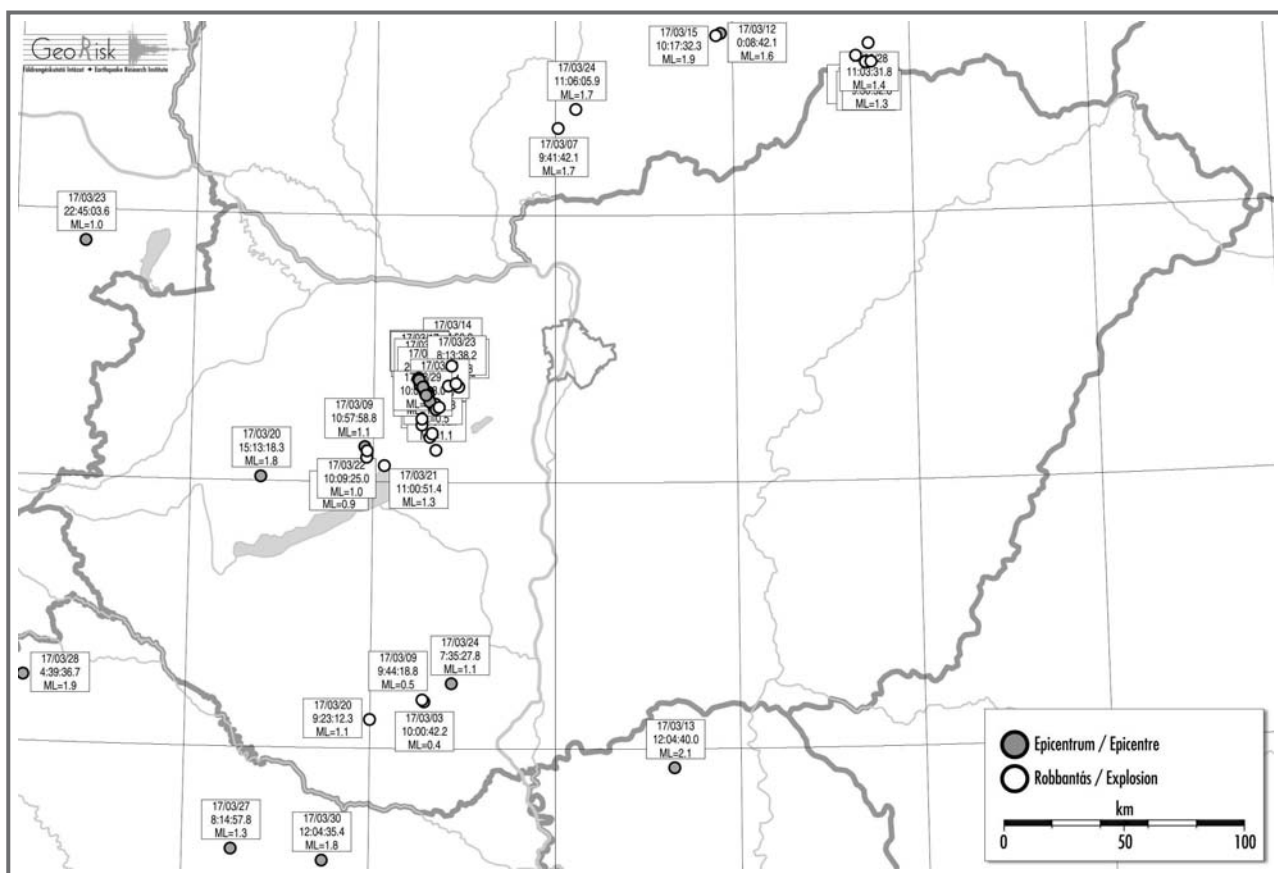 GeoRisk
Földrengéskutató Intézet ✦ Earthquake Research Institute
17/03/15
10:17:32.3
ML=1.9
17/03/12
0:08:42.1
ML=1.6
28
11:03:31.8
ML=1.4
ML=1.3
17/03/24
11:06:05.9
ML=1.7
17/03/07
9:41:42.1
ML=1.7
17/03/23
22:45:03.6
ML=1.0
17/03/14
17/03/23
8:13:38.2
ML=1.1
17/03/09
10:57:58.8
ML=1.1
17/03/20
15:13:18.3
ML=1.8
17/03/22
10:09:25.0
ML=1.0
ML=0.9
17/03/21
11:00:51.4
ML=1.3
17/03/28
4:39:36.7
ML=1.9
17/03/09
9:44:18.8
ML=0.5
17/03/24
7:35:27.8
ML=1.1
17/03/20
9:23:12.3
ML=1.1
17/03/03
10:00:42.2
ML=0.4
17/03/13
12:04:40.0
ML=2.1
17/03/27
8:14:57.8
ML=1.3
17/03/30
12:04:35.4
ML=1.8
Epicentrum / Epicentre
Robbantás / Explosion
km
0 50 100